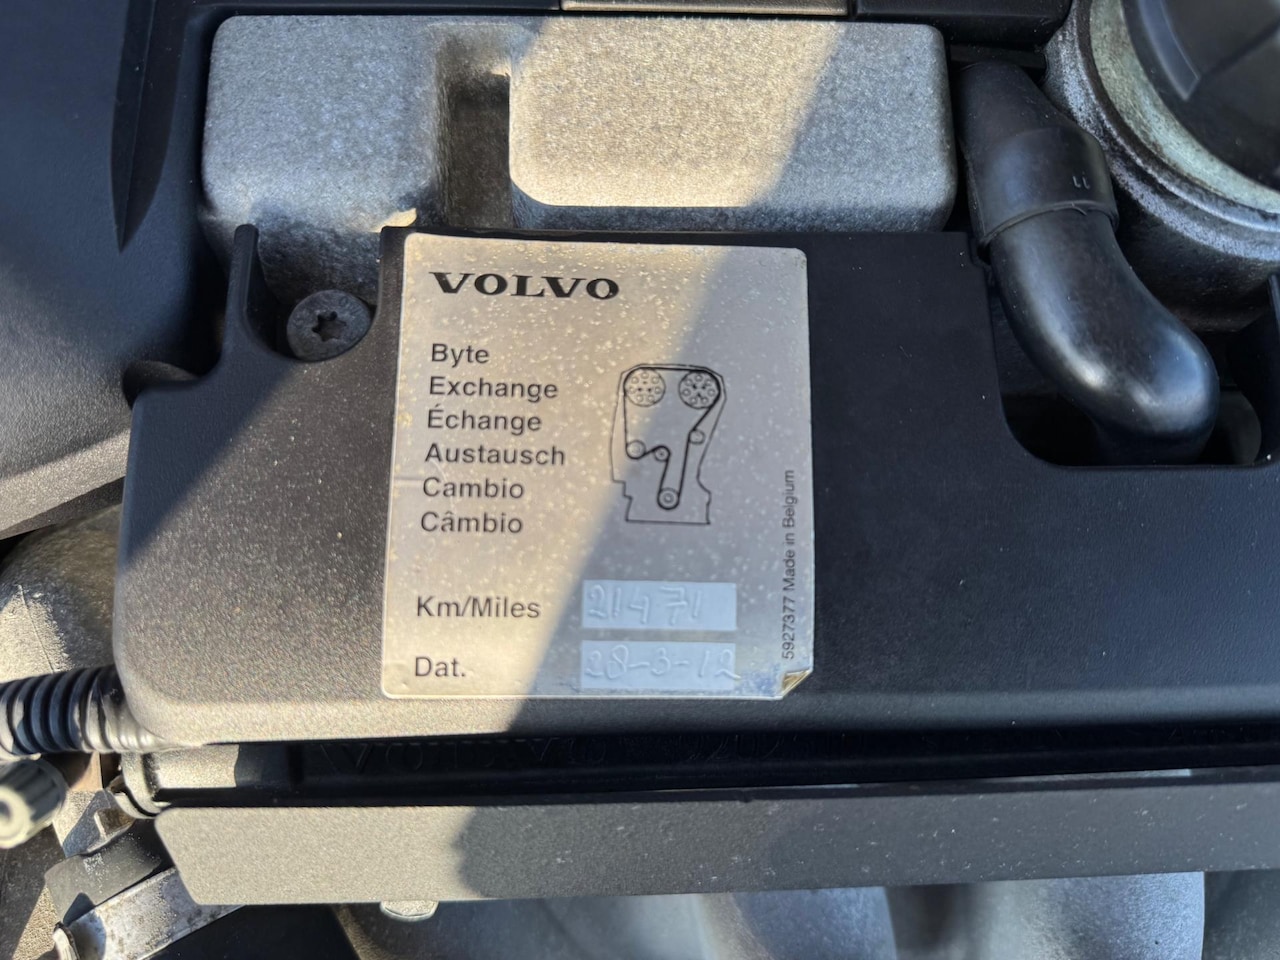 VOLVO
Byte
Exchange
Échange
Austausch
Cambio
Câmbio
Km/Miles 21471
Dat. 28-3-12
5927377 Made in Belgium